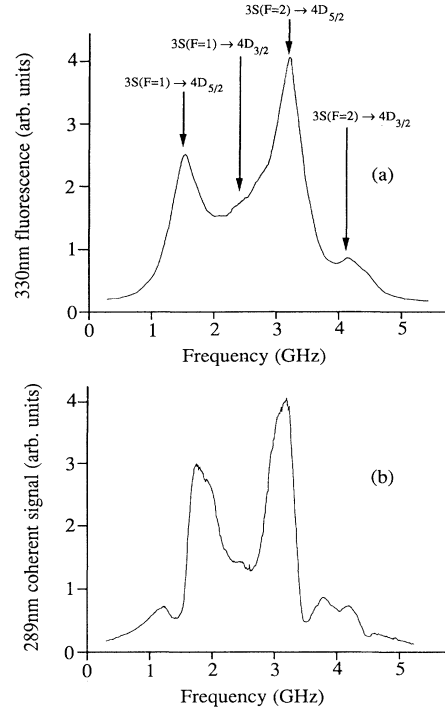 3S(F=2) → 4D5/2
3S(F=1) → 4D3/2
3S(F=1) → 4D5/2
3S(F=2) → 4D3/2
(a)
330nm fluorescence (arb. units)
4
3
2
1
0
0 1 2 3 4 5
Frequency (GHz)
(b)
289nm coherent signal (arb. units)
4
3
2
1
0
0 1 2 3 4 5
Frequency (GHz)